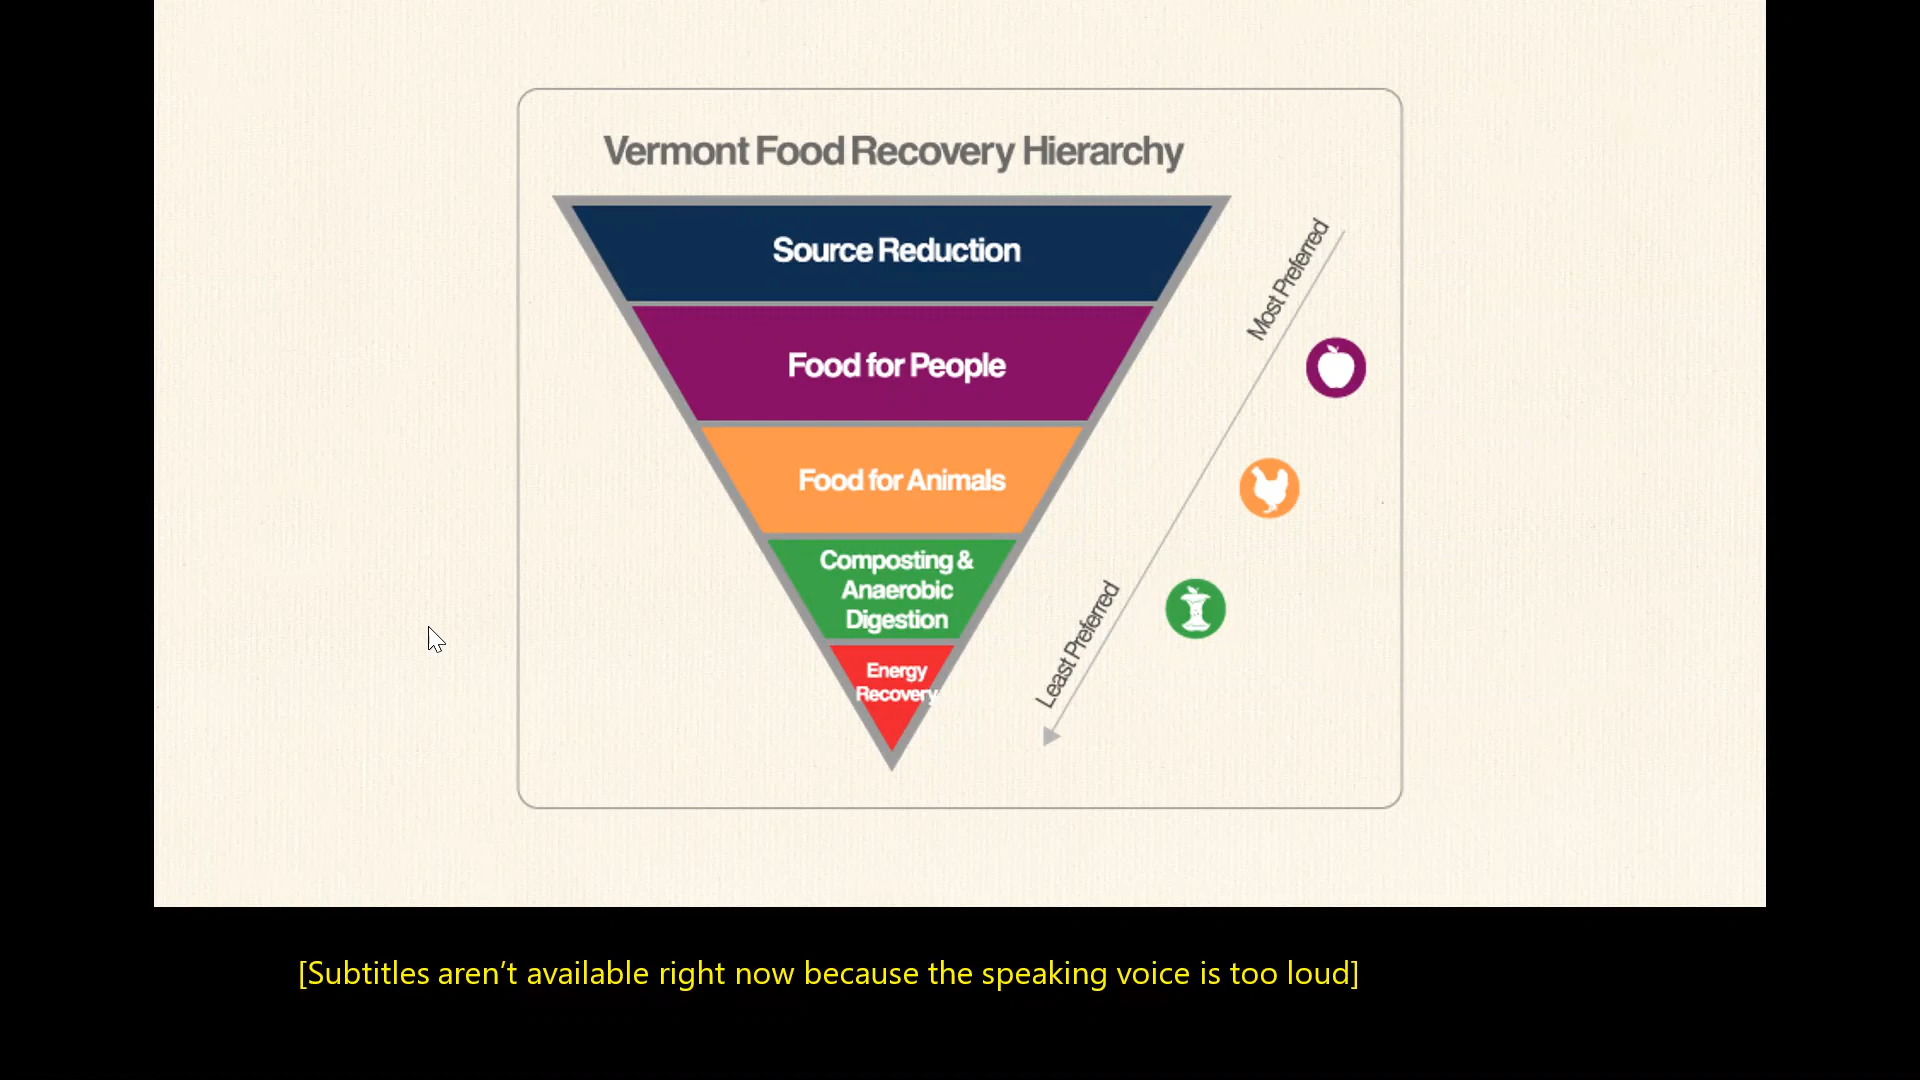 Vermont Food Recovery Hierarchy
Source Reduction
Food for People
Food for Animals
Composting &
Anaerobic
Digestion
Energy
Recovery
Most Preferred
Least Preferred
[Subtitles aren’t available right now because the speaking voice is too loud]